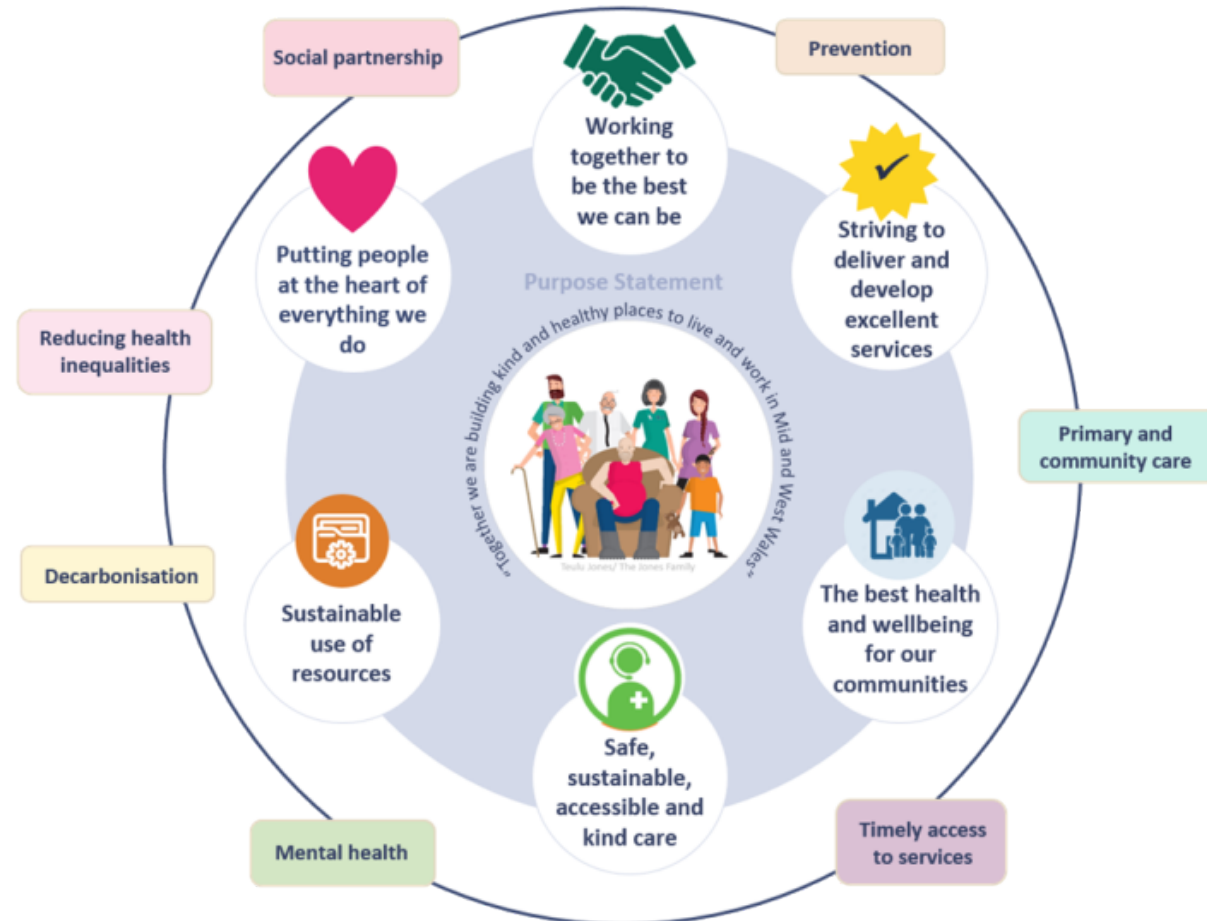 Social partnership
Prevention
Working
together to
be the best
we can be
Putting people
at the heart of
everything we
do
Striving to
deliver and
develop
excellent
services
Purpose Statement
"Together we are building kind and healthy places to live and work in Mid and West Wales"
Teulu Jones/ The Jones Family
Reducing health
inequalities
Primary and
community care
Decarbonisation
Sustainable
use of
resources
The best health
and wellbeing
for our
communities
Safe,
sustainable,
accessible and
kind care
Mental health
Timely access
to services